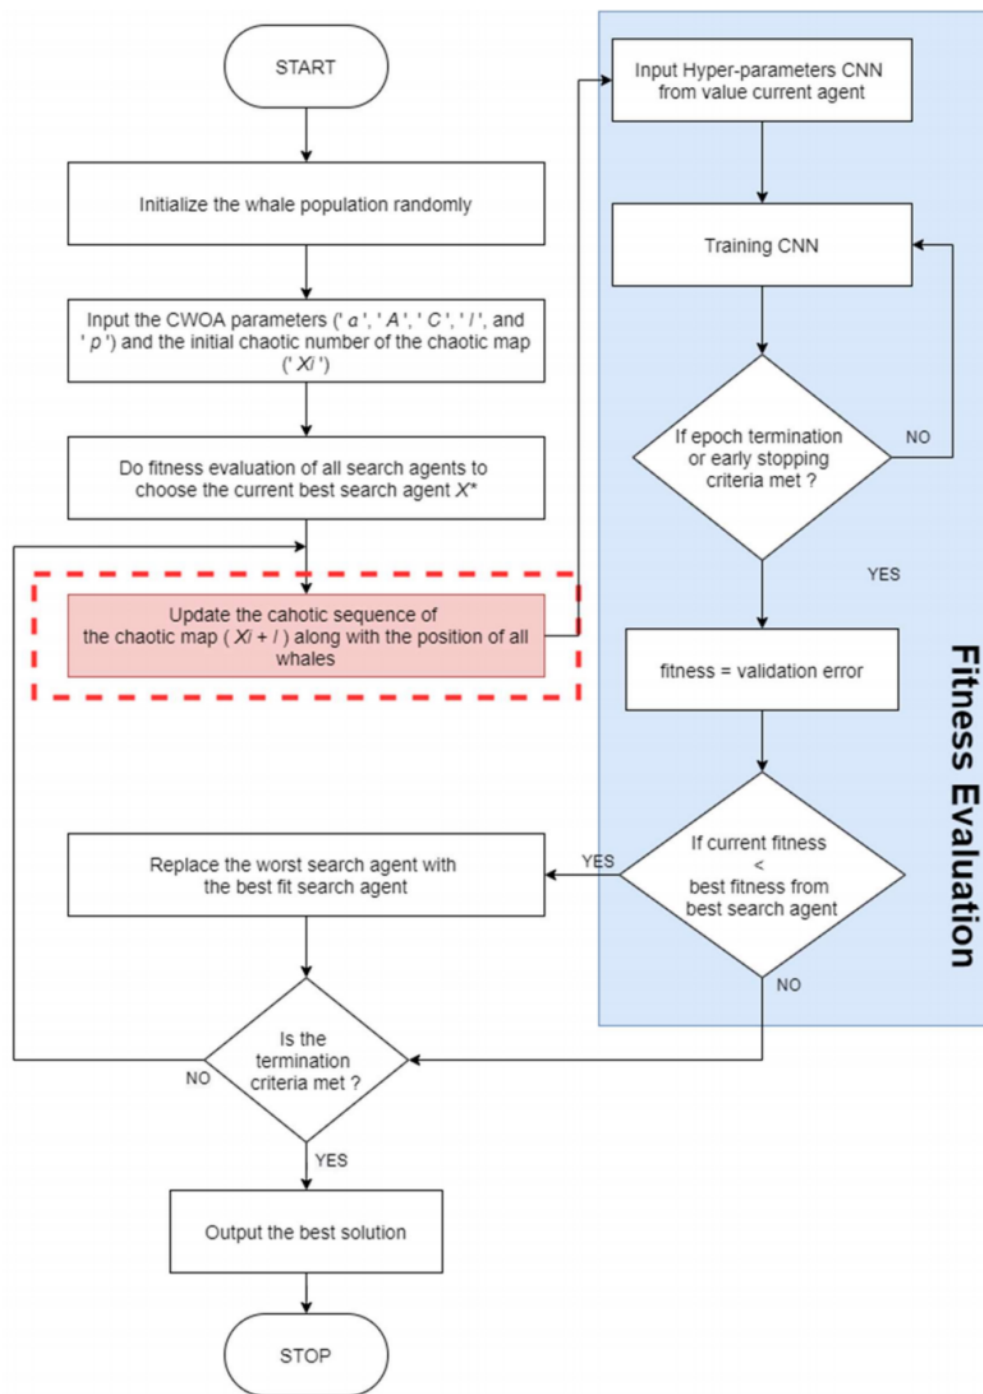 START
Initialize the whale population randomly
Input the CWOA parameters (' a ', ' A ', ' C ', ' l ', and
' p ') and the initial chaotic number of the chaotic map
(' Xi ')
Do fitness evaluation of all search agents to
choose the current best search agent X*
Update the cahotic sequence of
the chaotic map ( Xi + l ) along with the position of all
whales
Input Hyper-parameters CNN
from value current agent
Training CNN
If epoch termination
or early stopping
criteria met ?
NO
YES
fitness = validation error
If current fitness
<
best fitness from
best search agent
YES
NO
Fitness Evaluation
Replace the worst search agent with
the best fit search agent
Is the
termination
criteria met ?
NO
YES
Output the best solution
STOP